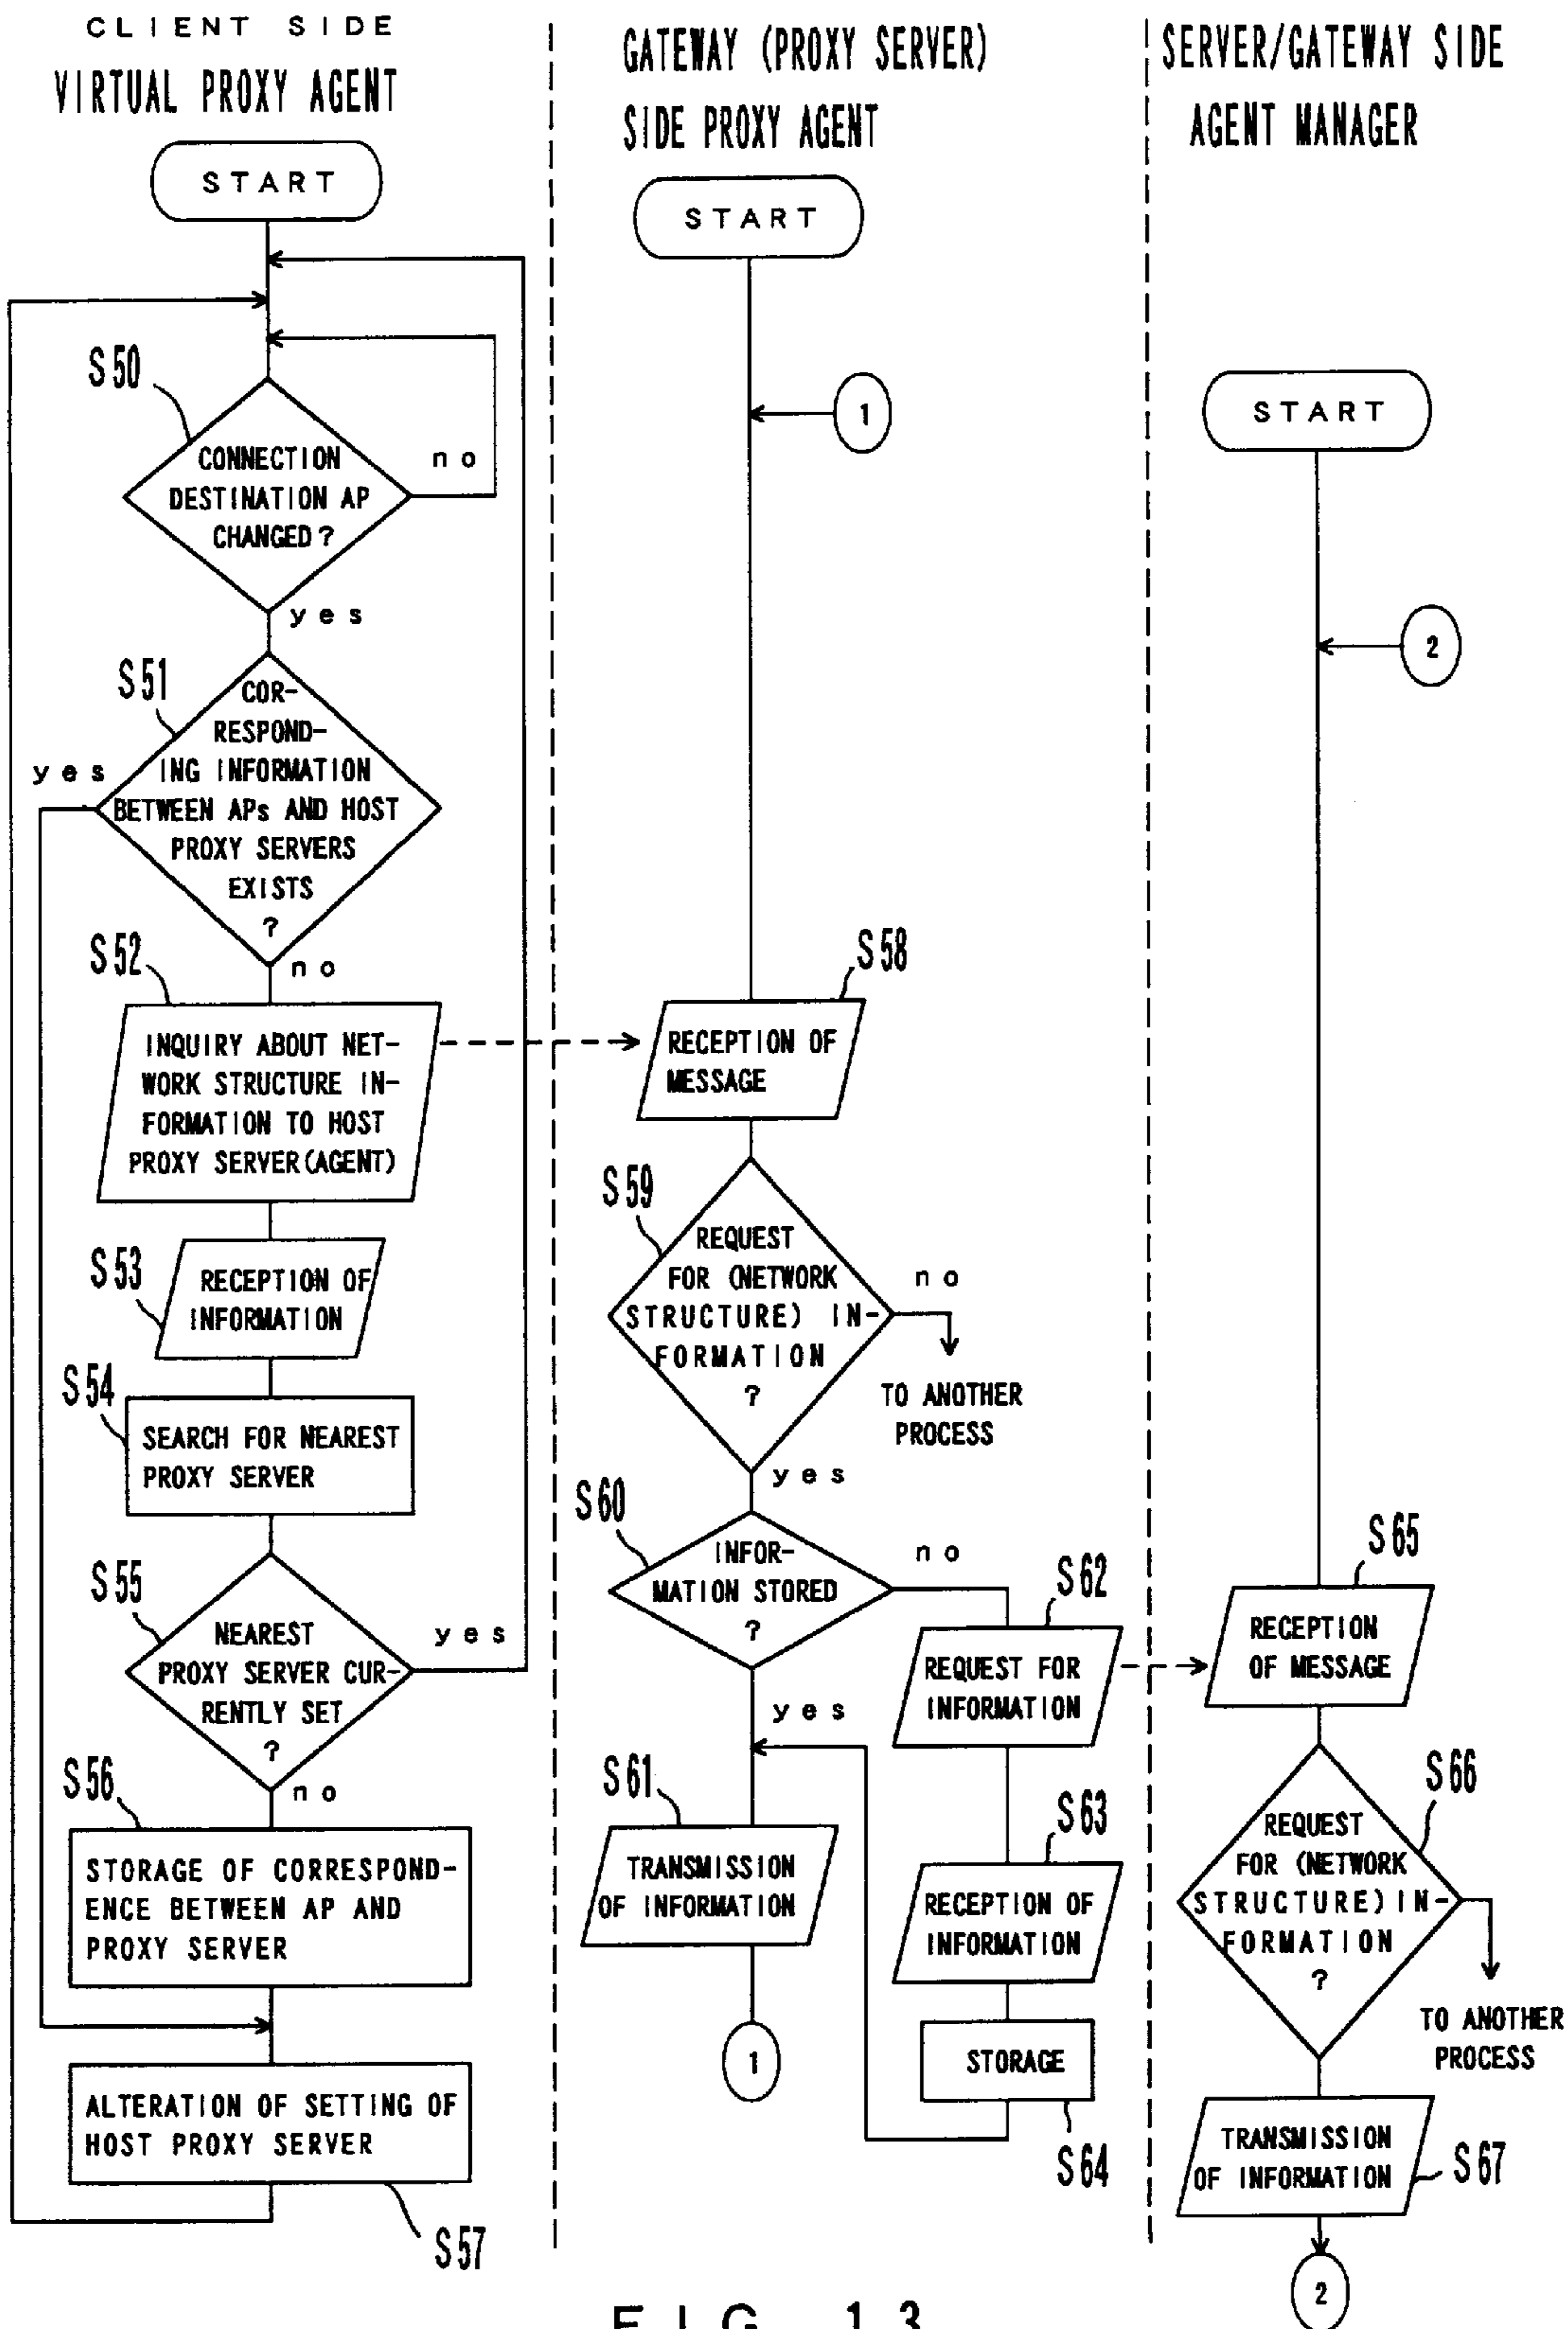 CLIENT SIDE
VIRTUAL PROXY AGENT
START
S50
CONNECTION
DESTINATION AP
CHANGED?
no
yes
S51
COR-
RESPOND-
ING INFORMATION
BETWEEN APs AND HOST
PROXY SERVERS
EXISTS
?
yes
no
S52
INQUIRY ABOUT NET-
WORK STRUCTURE IN-
FORMATION TO HOST
PROXY SERVER(AGENT)
S53
RECEPTION OF
INFORMATION
S54
SEARCH FOR NEAREST
PROXY SERVER
S55
NEAREST
PROXY SERVER CUR-
RENTLY SET
?
yes
no
S56
STORAGE OF CORRESPOND-
ENCE BETWEEN AP AND
PROXY SERVER
ALTERATION OF SETTING OF
HOST PROXY SERVER
S57
GATEWAY (PROXY SERVER)
SIDE PROXY AGENT
START
1
S58
RECEPTION OF
MESSAGE
S59
REQUEST
FOR (NETWORK
STRUCTURE) IN-
FORMATION
?
no
TO ANOTHER
PROCESS
yes
S60
INFOR-
MATION STORED
?
no
yes
S61
TRANSMISSION
OF INFORMATION
1
S62
REQUEST FOR
INFORMATION
S63
RECEPTION OF
INFORMATION
STORAGE
S64
SERVER/GATEWAY SIDE
AGENT MANAGER
START
2
S65
RECEPTION
OF MESSAGE
S66
REQUEST
FOR (NETWORK
STRUCTURE) IN-
FORMATION
?
TO ANOTHER
PROCESS
TRANSMISSION
OF INFORMATION
S67
2
FIG. 13